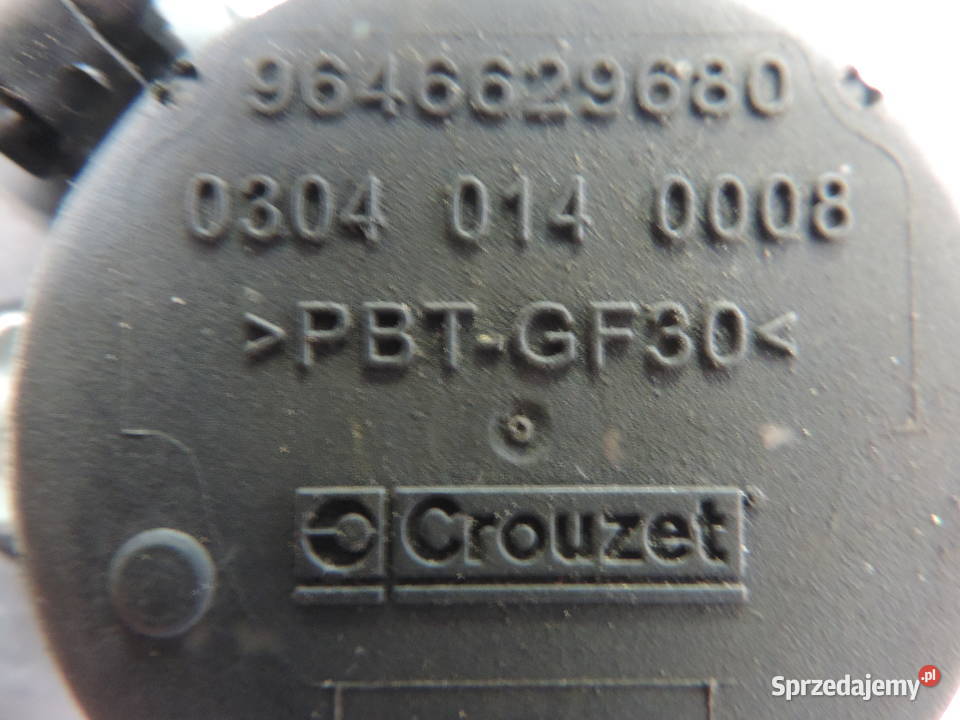 9646629680
0304 014 0008
>PBT-GF30<
Crouzet
Sprzedajemy.pl